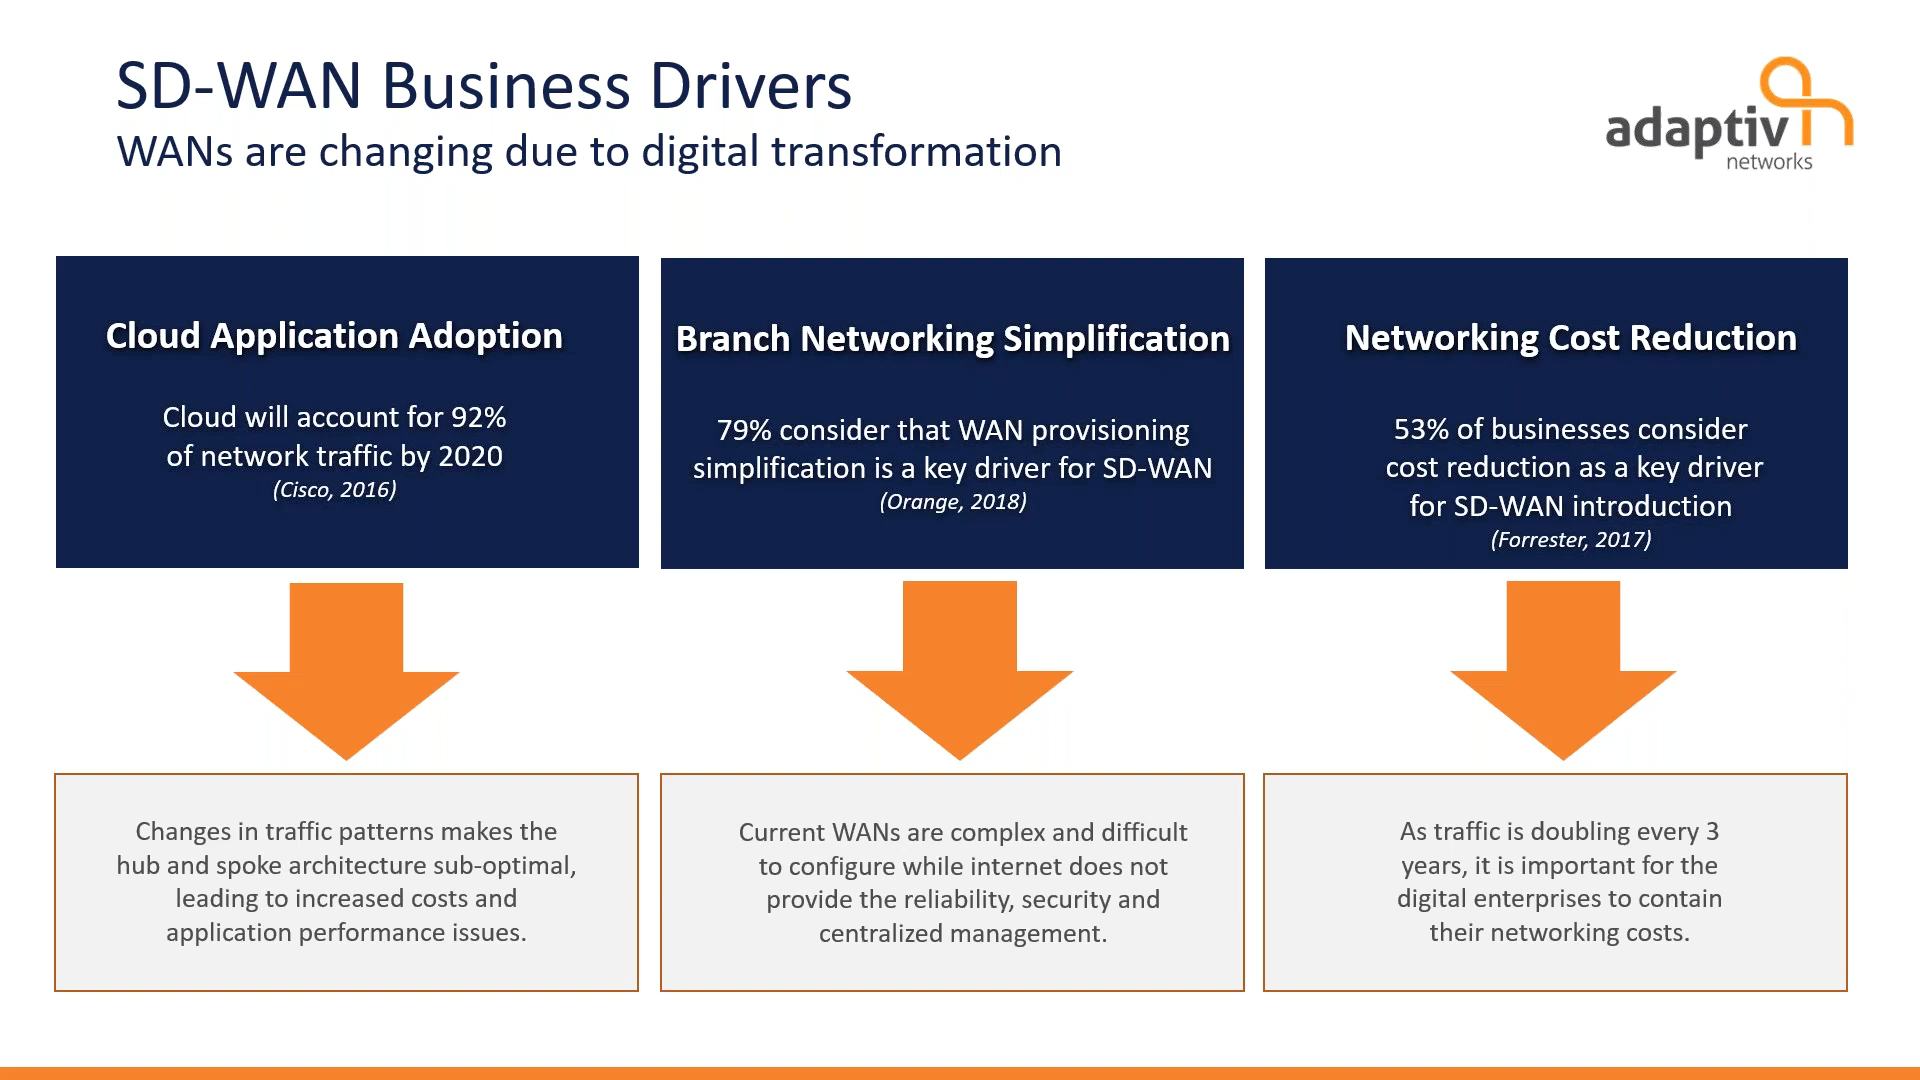 SD-WAN Business Drivers
WANs are changing due to digital transformation
adaptiv
networks
Cloud Application Adoption
Cloud will account for 92%
of network traffic by 2020
(Cisco, 2016)
Branch Networking Simplification
79% consider that WAN provisioning
simplification is a key driver for SD-WAN
(Orange, 2018)
Networking Cost Reduction
53% of businesses consider
cost reduction as a key driver
for SD-WAN introduction
(Forrester, 2017)
Changes in traffic patterns makes the
hub and spoke architecture sub-optimal,
leading to increased costs and
application performance issues.
Current WANs are complex and difficult
to configure while internet does not
provide the reliability, security and
centralized management.
As traffic is doubling every 3
years, it is important for the
digital enterprises to contain
their networking costs.